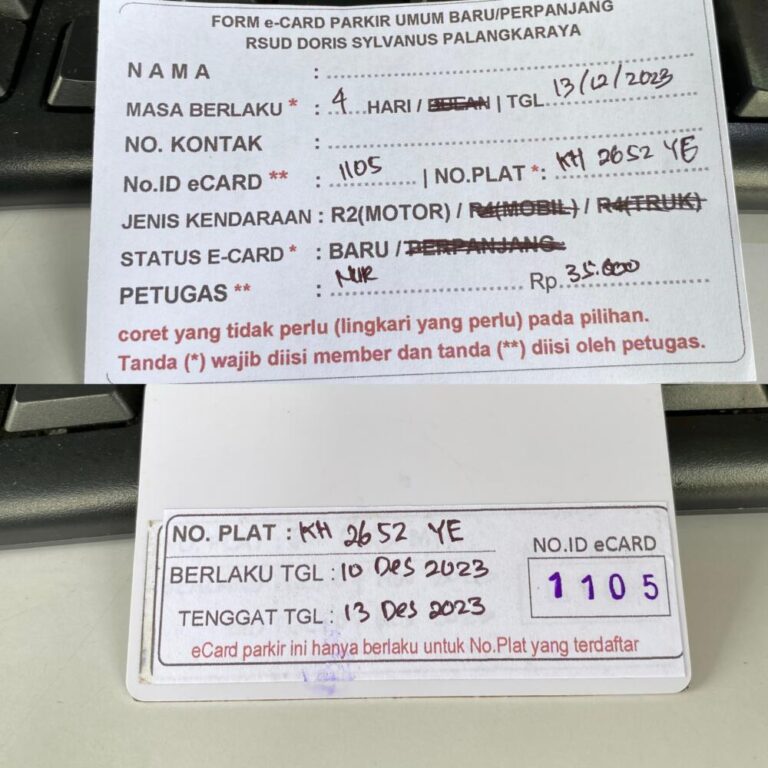 FORM e-CARD PARKIR UMUM BARU/PERPANJANG
RSUD DORIS SYLVANUS PALANGKARAYA
NAMA :
MASA BERLAKU * : 4 HARI / BULAN | TGL 13/12/2023
NO. KONTAK :
No.ID eCARD ** : 1105 | NO.PLAT *: KH 2652 YE
JENIS KENDARAAN : R2(MOTOR) / R4(MOBIL) / R4(TRUK)
STATUS E-CARD * : BARU / PERPANJANG
PETUGAS ** : NUR Rp. 35.000
coret yang tidak perlu (lingkari yang perlu) pada pilihan.
Tanda (*) wajib diisi member dan tanda (**) diisi oleh petugas.
NO. PLAT : KH 2652 YE
BERLAKU TGL : 10 Des 2023
TENGGAT TGL : 13 Des 2023
NO.ID eCARD
1105
eCard parkir ini hanya berlaku untuk No.Plat yang terdaftar